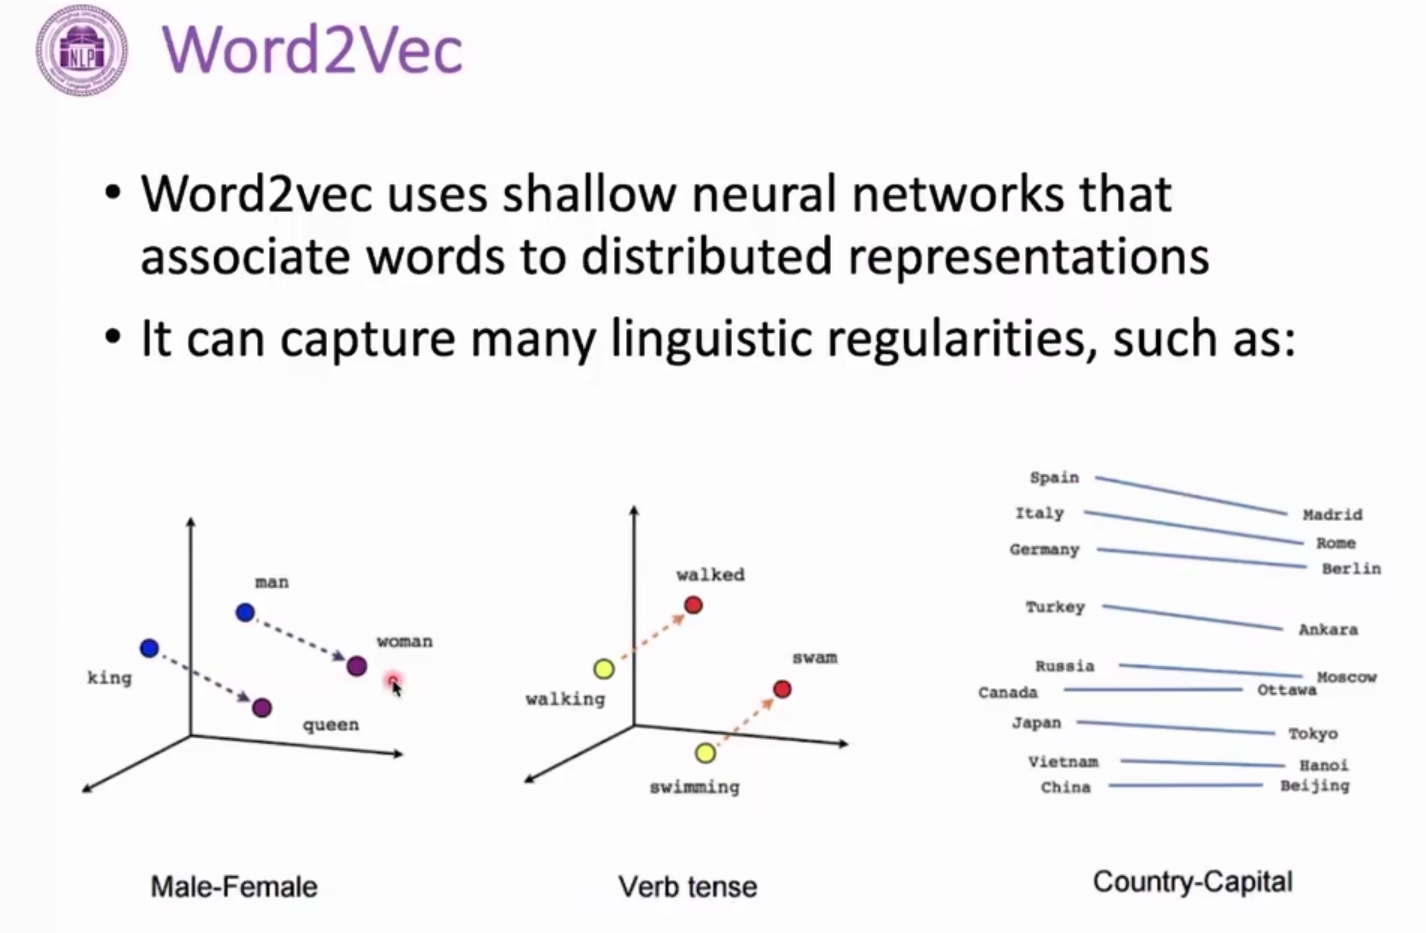 NLP
Word2Vec
• Word2vec uses shallow neural networks that
associate words to distributed representations
• It can capture many linguistic regularities, such as:
man
woman
king
queen
Male-Female
walked
swam
walking
swimming
Verb tense
Spain Madrid
Italy Rome
Germany Berlin
Turkey Ankara
Russia Moscow
Canada Ottawa
Japan Tokyo
Vietnam Hanoi
China Beijing
Country-Capital